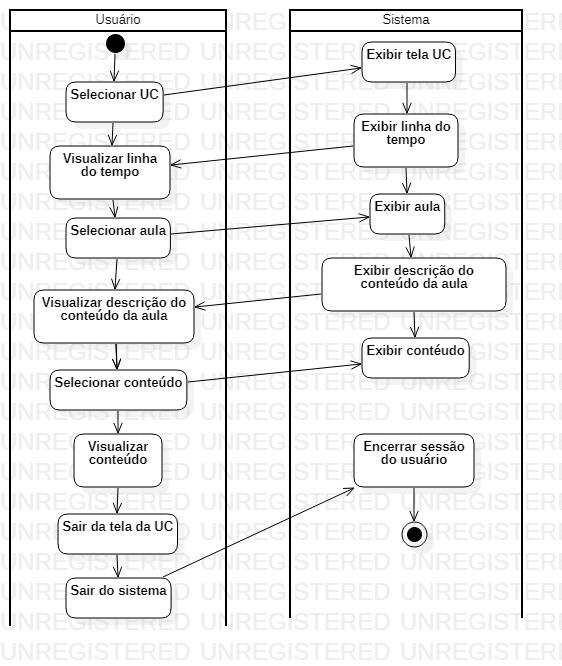 Usuário
Sistema
Exibir tela UC
Selecionar UC
Exibir linha do
tempo
Visualizar linha
do tempo
Exibir aula
Selecionar aula
Exibir descrição do
conteúdo da aula
Visualizar descrição do
conteúdo da aula
Exibir contéudo
Selecionar conteúdo
Visualizar
conteúdo
Encerrar sessão
do usuário
Sair da tela da UC
Sair do sistema
UNREGISTERED